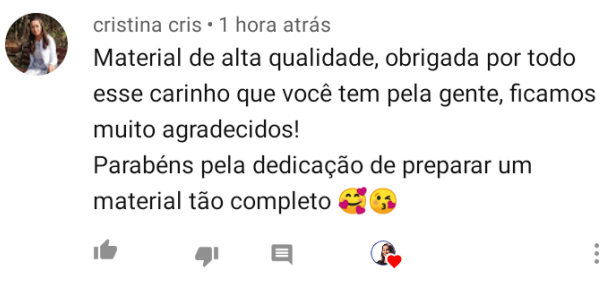 cristina cris • 1 hora atrás
Material de alta qualidade, obrigada por todo
esse carinho que você tem pela gente, ficamos
muito agradecidos!
Parabéns pela dedicação de preparar um
material tão completo 🥰😘